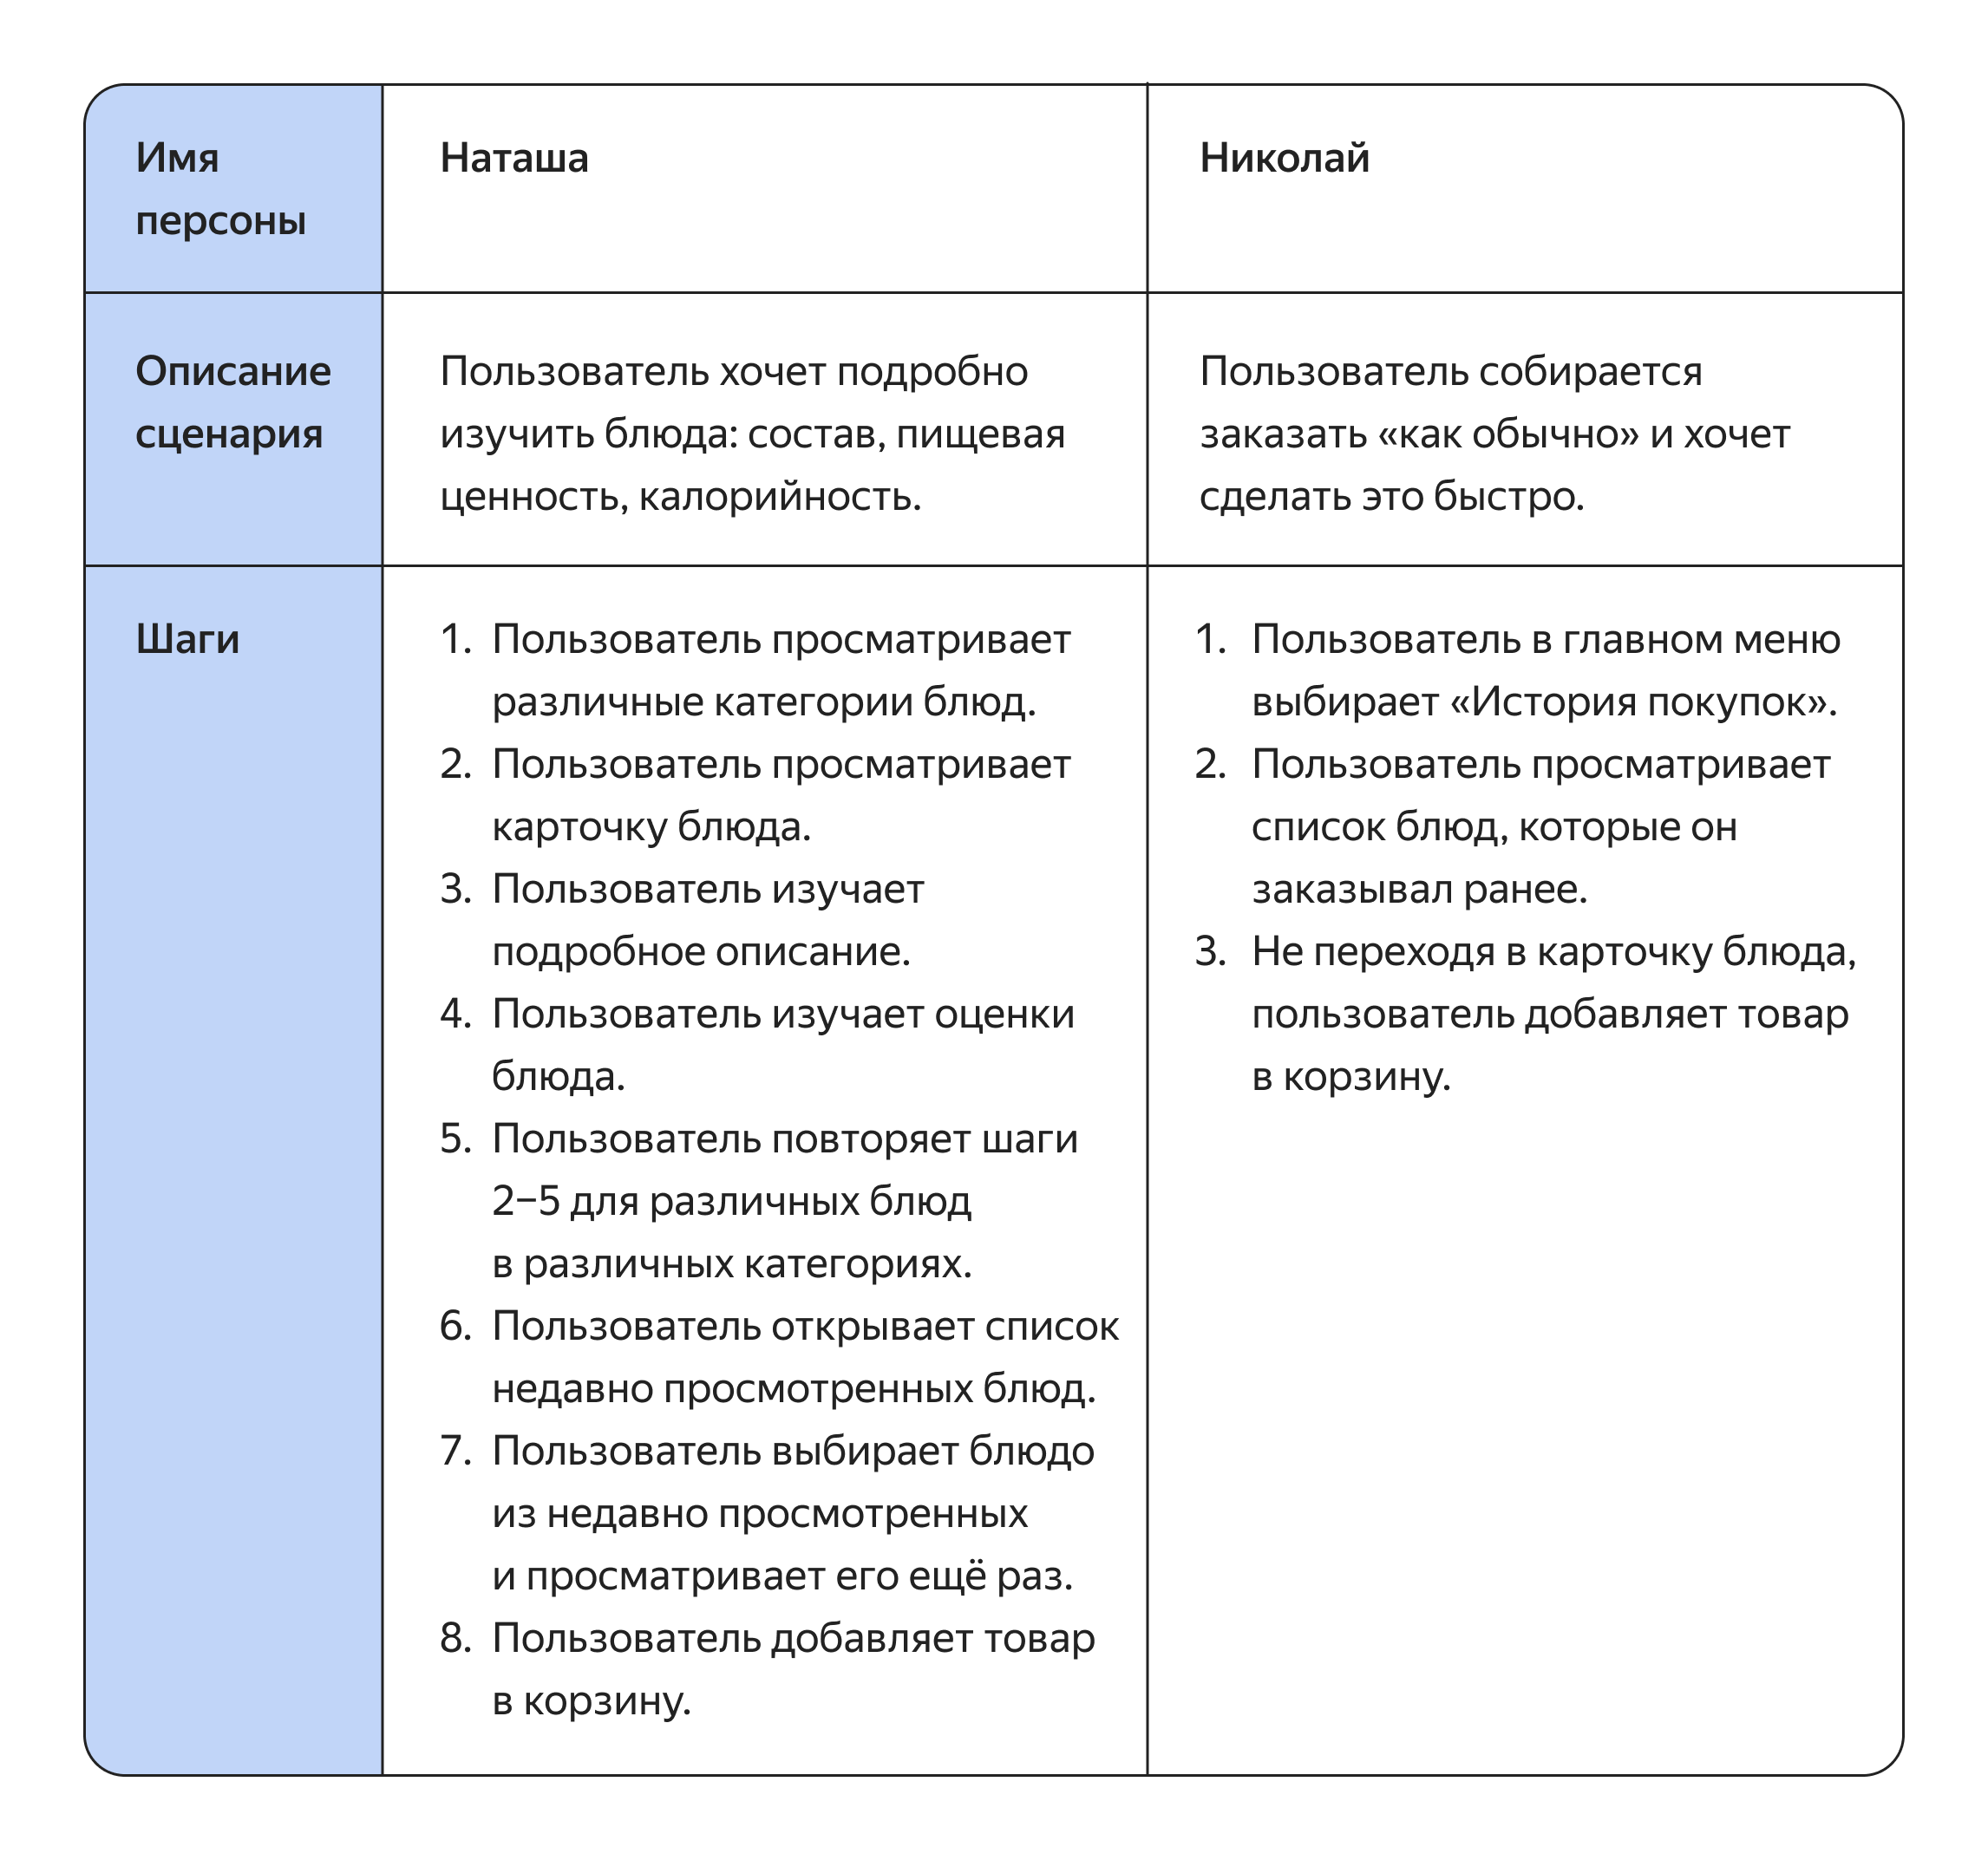 Имя
персоны
Наташа
Николай
Описание
сценария
Пользователь хочет подробно
изучить блюда: состав, пищевая
ценность, калорийность.
Пользователь собирается
заказать «как обычно» и хочет
сделать это быстро.
Шаги
1. Пользователь просматривает
различные категории блюд.
2. Пользователь просматривает
карточку блюда.
3. Пользователь изучает
подробное описание.
4. Пользователь изучает оценки
блюда.
5. Пользователь повторяет шаги
2–5 для различных блюд
в различных категориях.
6. Пользователь открывает список
недавно просмотренных блюд.
7. Пользователь выбирает блюдо
из недавно просмотренных
и просматривает его ещё раз.
8. Пользователь добавляет товар
в корзину.
1. Пользователь в главном меню
выбирает «История покупок».
2. Пользователь просматривает
список блюд, которые он
заказывал ранее.
3. Не переходя в карточку блюда,
пользователь добавляет товар
в корзину.